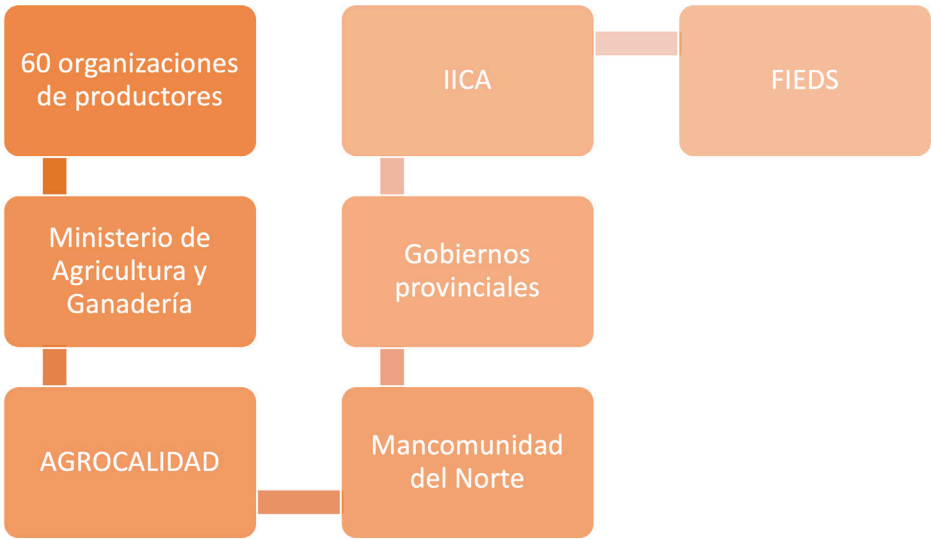 60 organizaciones
de productores
Ministerio de
Agricultura y
Ganadería
AGROCALIDAD
Mancomunidad
del Norte
Gobiernos
provinciales
IICA
FIEDS